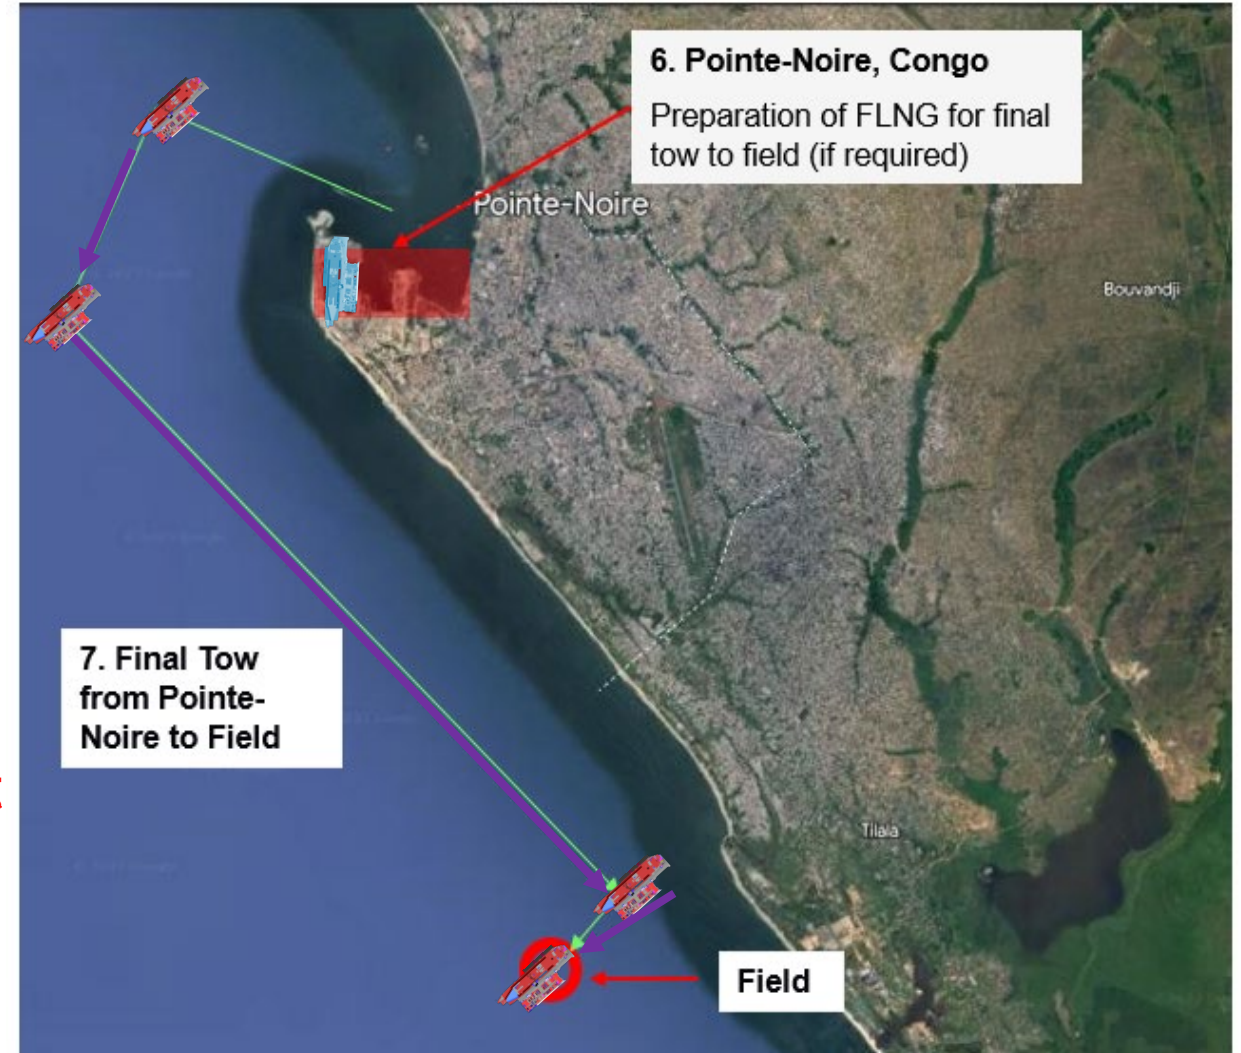 6. Pointe-Noire, Congo
Preparation of FLNG for final
tow to field (if required)
Pointe-Noire
Bouvandji
7. Final Tow
from Pointe-
Noire to Field
Tilala
Field